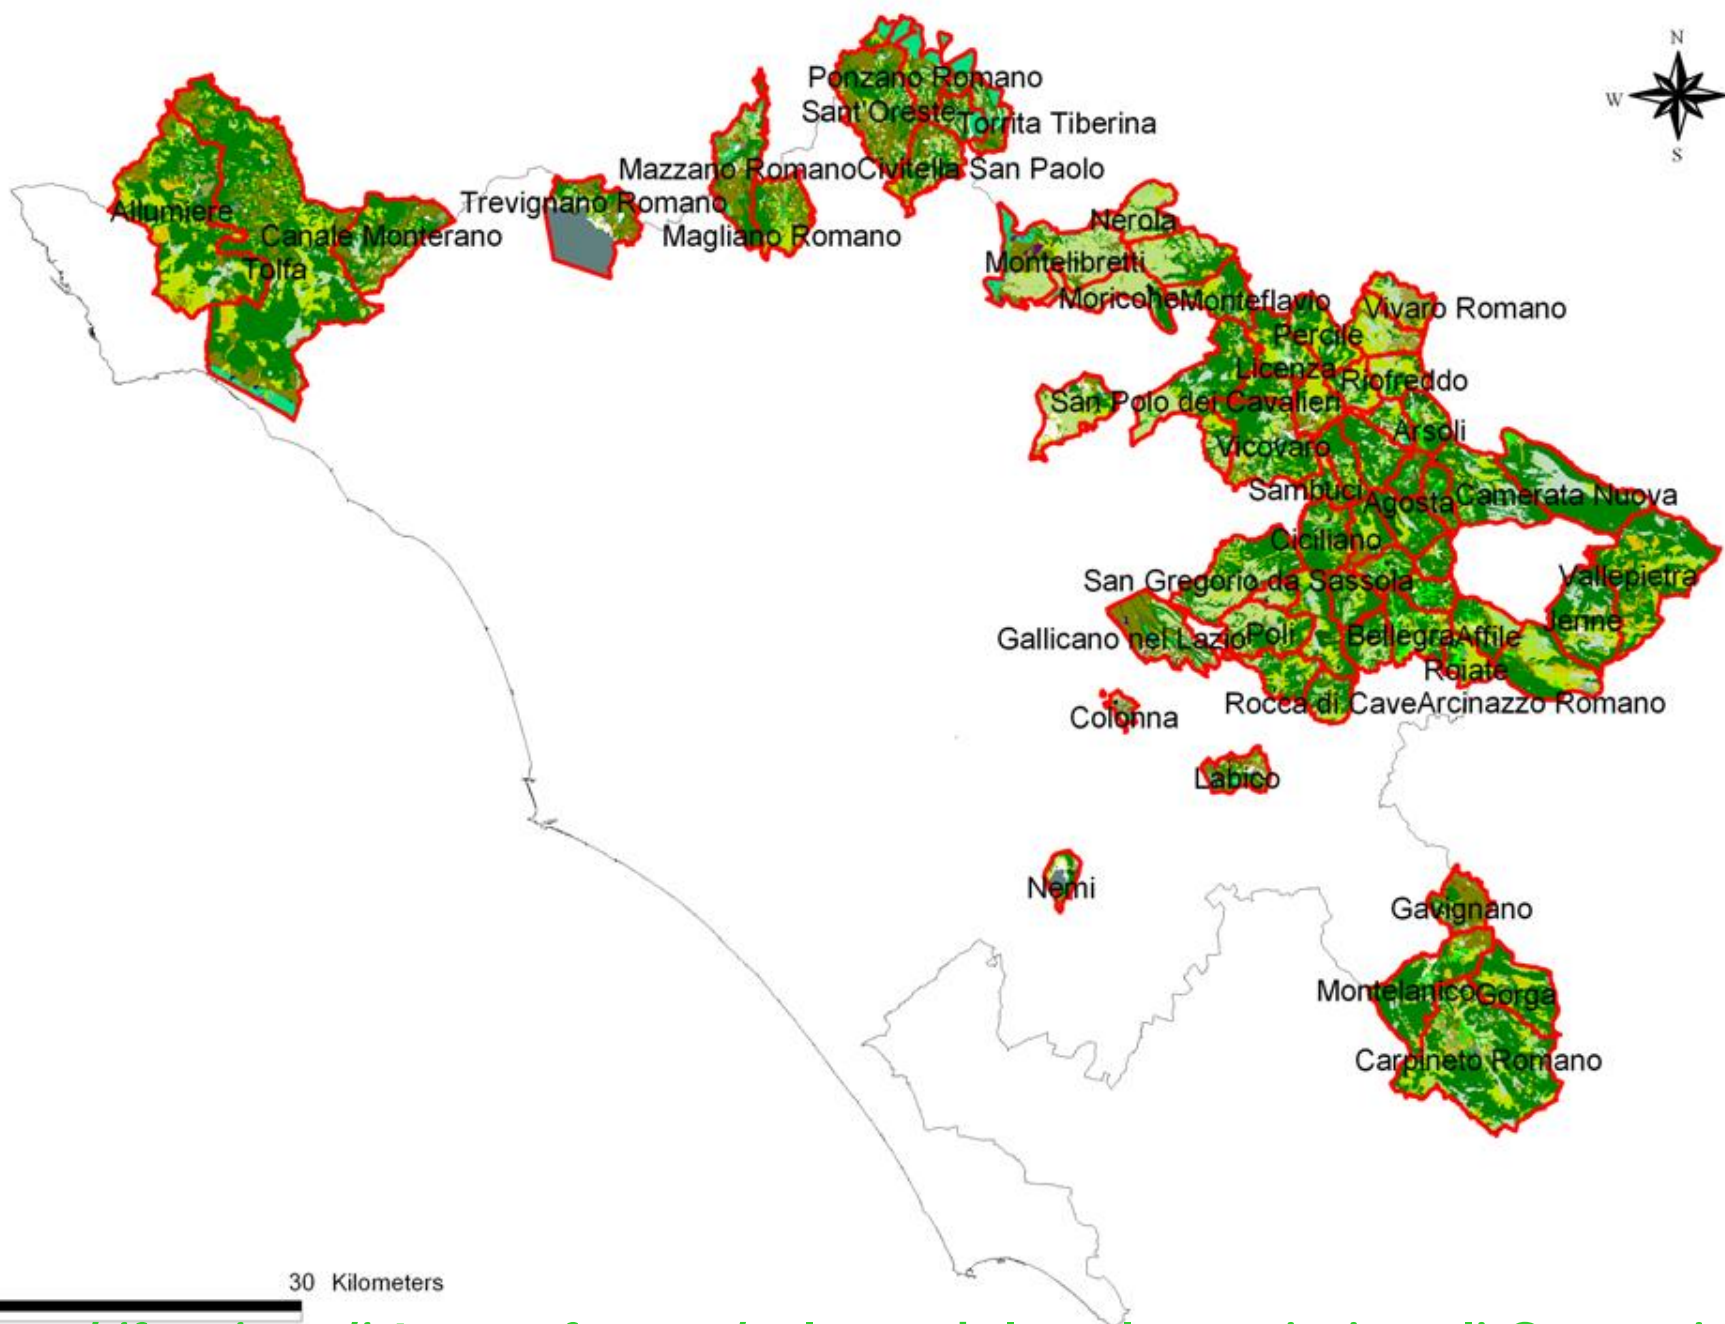 N
W
S
Ponzano Romano
Sant'Oreste
Torrita Tiberina
Mazzano Romano
Civitella San Paolo
Trevignano Romano
Allumiere
Canale Monterano
Magliano Romano
Tolfa
Nerola
Montelibretti
Moricone
Monteflavio
Vivaro Romano
Percile
Licenza
Riofreddo
San Polo dei Cavalieri
Arsoli
Vicovaro
Sambuci
Agosta
Camerata Nuova
Ciciliano
San Gregorio da Sassola
Vallepietra
Jenne
Gallicano nel Lazio
Poli
Bellegra
Affile
Roiate
Rocca di Cave
Arcinazzo Romano
Colonna
Labico
Nemi
Gavignano
Montelanico
Gorga
Carpineto Romano
30 Kilometers